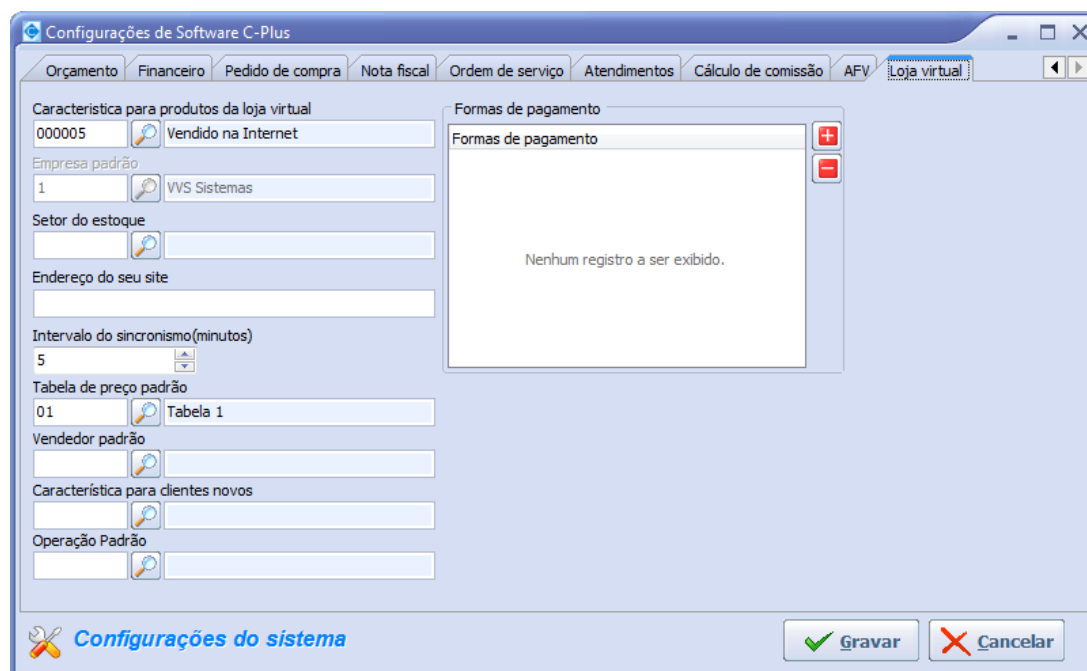 Configurações de Software C-Plus
Orçamento Financeiro Pedido de compra Nota fiscal Ordem de serviço Atendimentos Cálculo de comissão AFV Loja virtual
Caracteristica para produtos da loja virtual
000005 Vendido na Internet
Empresa padrão
1 VVS Sistemas
Setor do estoque
Endereço do seu site
Intervalo do sincronismo(minutos)
5
Tabela de preço padrão
01 Tabela 1
Vendedor padrão
Característica para clientes novos
Operação Padrão
Formas de pagamento
Formas de pagamento
Nenhum registro a ser exibido.
Configurações do sistema
Gravar
Cancelar